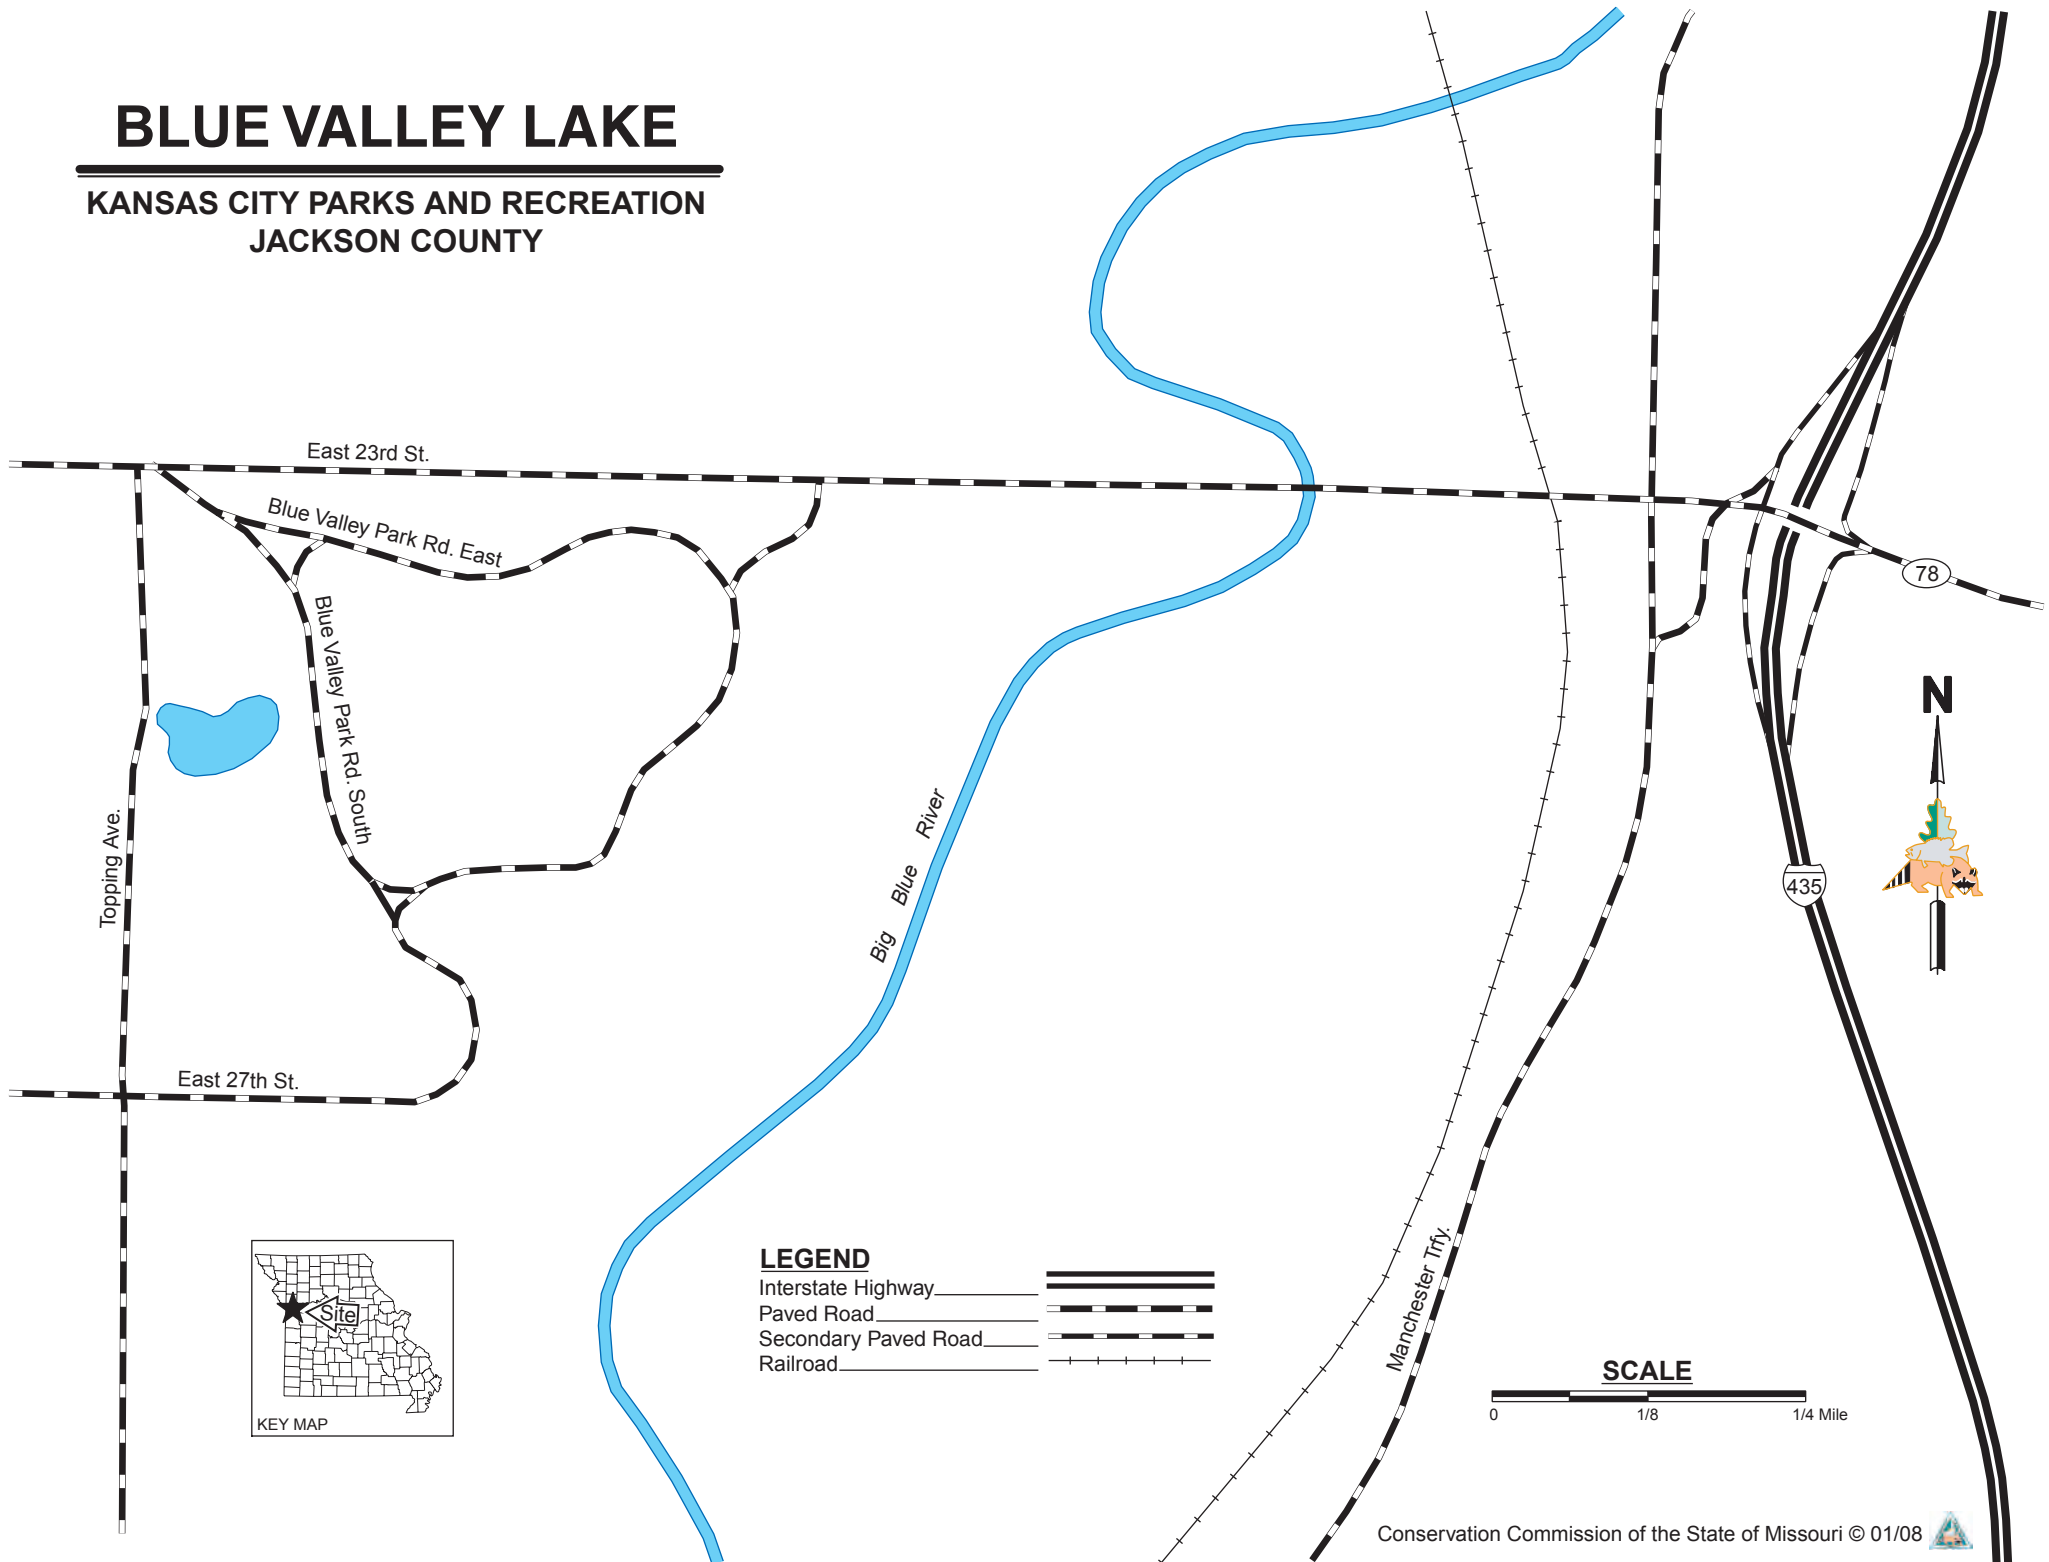 BLUE VALLEY LAKE
KANSAS CITY PARKS AND RECREATION
JACKSON COUNTY
East 23rd St.
Blue Valley Park Rd. East
Blue Valley Park Rd. South
78
N
Topping Ave.
Big Blue River
435
East 27th St.
Manchester Trfy.
Site
KEY MAP
LEGEND
Interstate Highway
Paved Road
Secondary Paved Road
Railroad
SCALE
0 1/8 1/4 Mile
Conservation Commission of the State of Missouri © 01/08